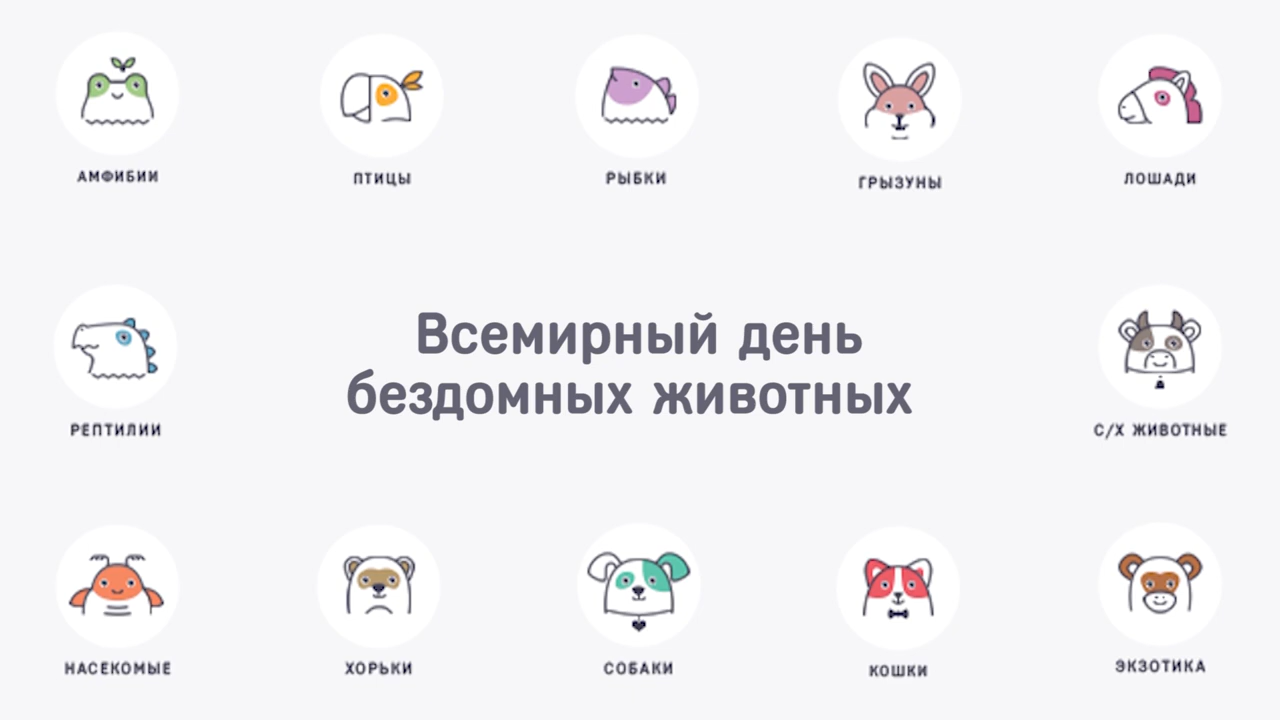 АМФИБИИ
ПТИЦЫ
РЫБКИ
ГРЫЗУНЫ
ЛОШАДИ
Всемирный день
бездомных животных
РЕПТИЛИИ
С/Х ЖИВОТНЫЕ
НАСЕКОМЫЕ
ХОРЬКИ
СОБАКИ
КОШКИ
ЭКЗОТИКА